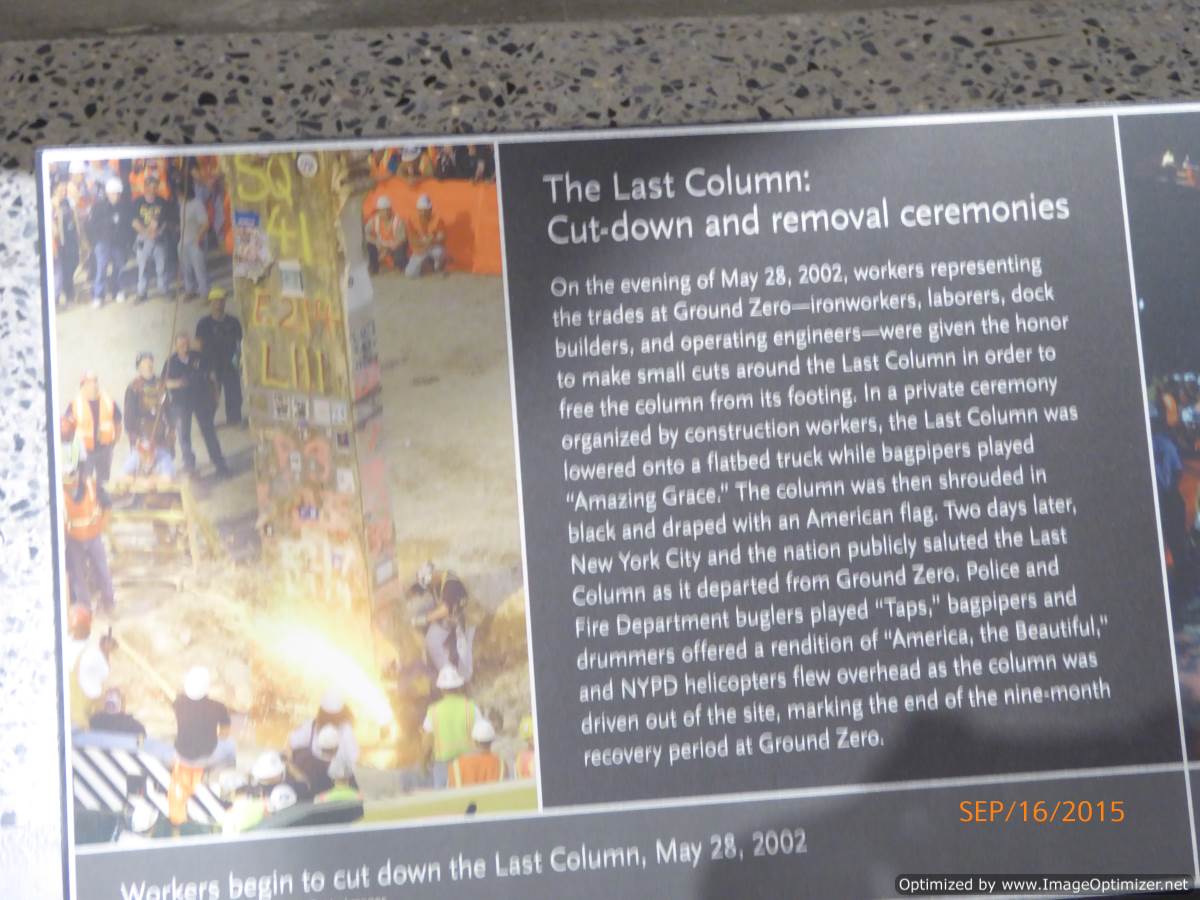 SQ
41
E214
L111
The Last Column:
Cut-down and removal ceremonies
On the evening of May 28, 2002, workers representing
the trades at Ground Zero—ironworkers, laborers, dock
builders, and operating engineers—were given the honor
to make small cuts around the Last Column in order to
free the column from its footing. In a private ceremony
organized by construction workers, the Last Column was
lowered onto a flatbed truck while bagpipers played
“Amazing Grace.” The column was then shrouded in
black and draped with an American flag. Two days later,
New York City and the nation publicly saluted the Last
Column as it departed from Ground Zero. Police and
Fire Department buglers played “Taps,” bagpipers and
drummers offered a rendition of “America, the Beautiful,”
and NYPD helicopters flew overhead as the column was
driven out of the site, marking the end of the nine-month
recovery period at Ground Zero.
SEP/16/2015
Workers begin to cut down the Last Column, May 28, 2002
Optimized by www.ImageOptimizer.net